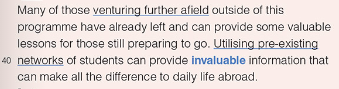 Many of those venturing further afield outside of this
programme have already left and can provide some valuable
lessons for those still preparing to go. Utilising pre-existing
40 networks of students can provide invaluable information that
can make all the difference to daily life abroad.